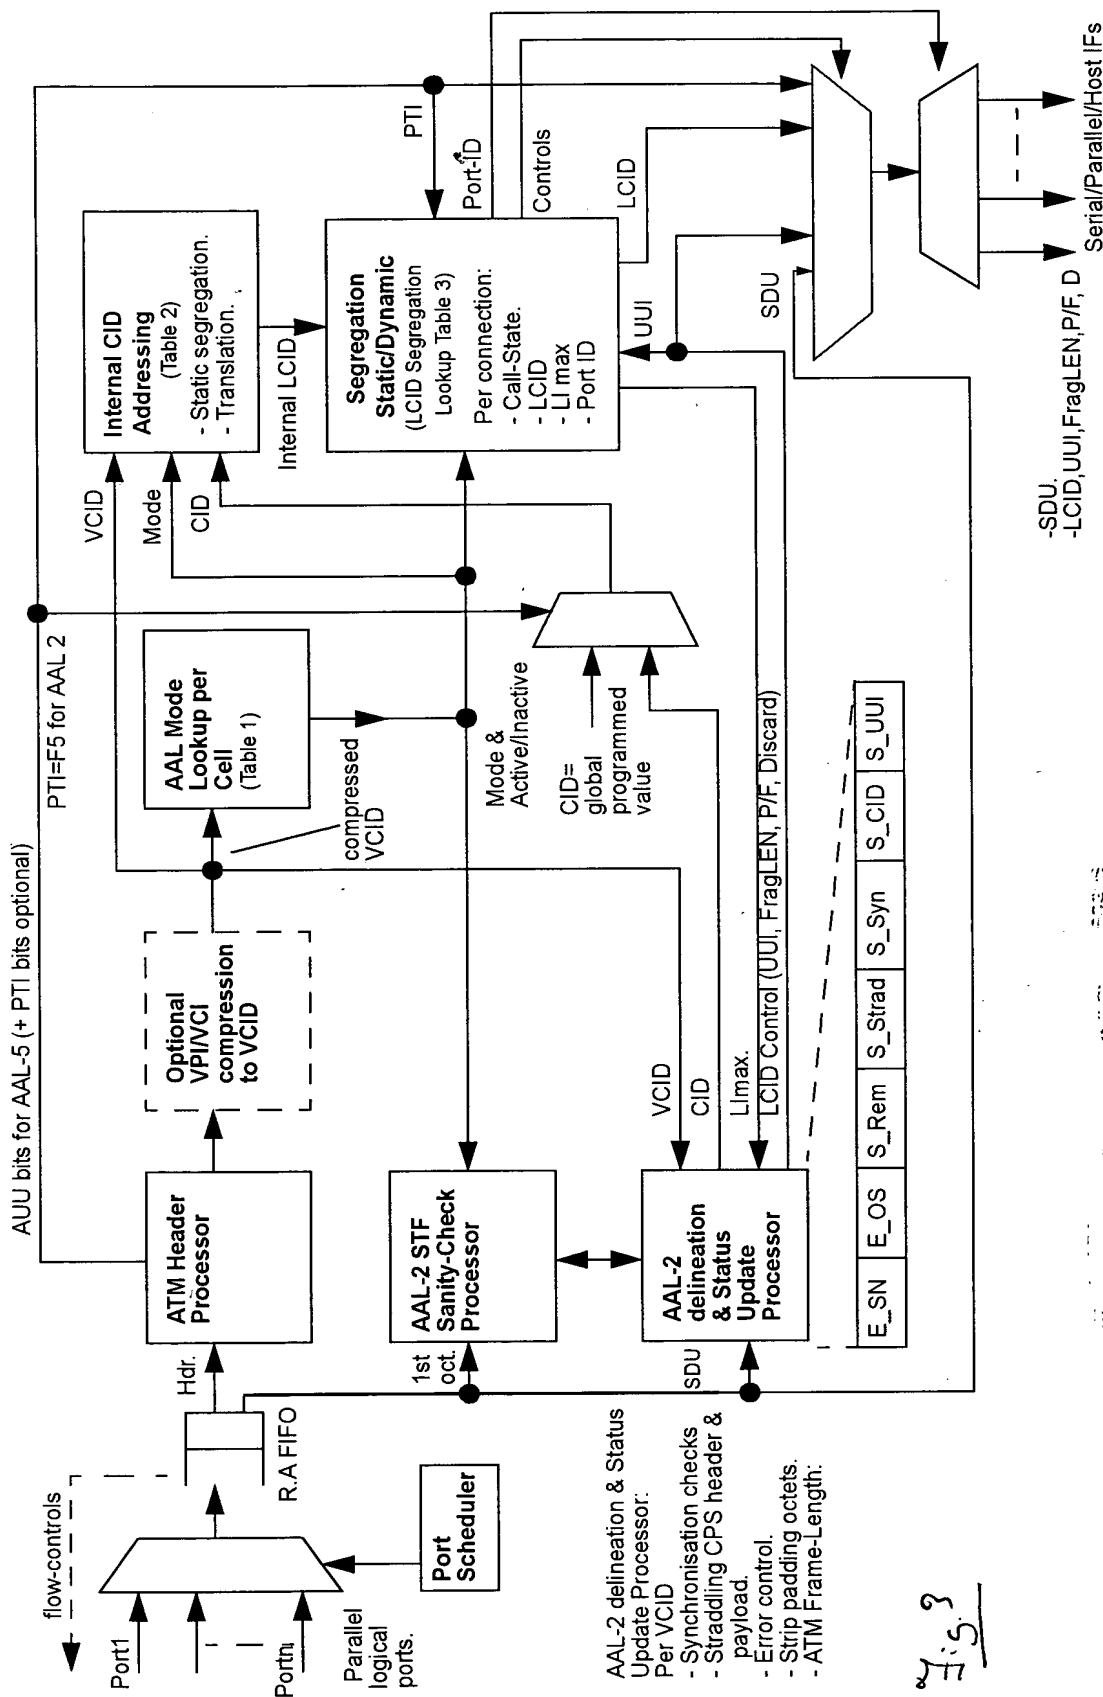 flow-controls
Port1
Portn
Parallel
logical
ports.
Port
Scheduler
R.A FIFO
Hdr.
ATM Header
Processor
AUU bits for AAL-5 (+ PTI bits optional)
PTI=F5 for AAL 2
Optional
VPI/VCI
compression
to VCID
compressed
VCID
AAL Mode
Lookup per
Cell
(Table 1)
Mode &
Active/Inactive
VCID
Mode
CID
Internal CID
Addressing
(Table 2)
- Static segregation.
- Translation.
Internal LCID
PTI
Segregation
Static/Dynamic
(LCID Segregation
Lookup Table 3)
Per connection:
- Call-State.
- LCID
- LI max
- Port ID
Port-ID
Controls
LCID
UUI
SDU
1st
oct.
AAL-2 STF
Sanity-Check
Processor
SDU
AAL-2
delineation
& Status
Update
Processor
VCID
CID
LImax.
LCID Control (UUI, FragLEN, P/F, Discard)
CID=
global
programmed
value
E_SN E_OS S_Rem S_Strad S_Syn S_CID S_UUI
AAL-2 delineation & Status
Update Processor:
Per VCID
- Synchronisation checks
- Straddling CPS header &
payload.
- Error control.
- Strip padding octets.
- ATM Frame-Length:
-SDU.
-LCID,UUI,FragLEN,P/F, D
Serial/Parallel/Host IFs
Fig. 3